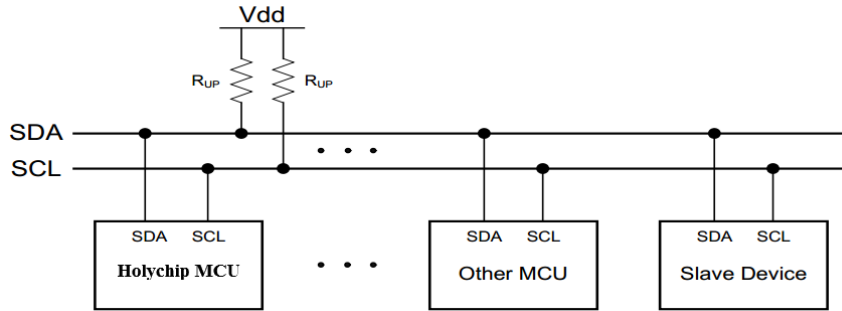 Vdd
RUP RUP
SDA
SCL
SDA SCL SDA SCL SDA SCL
Holychip MCU Other MCU Slave Device